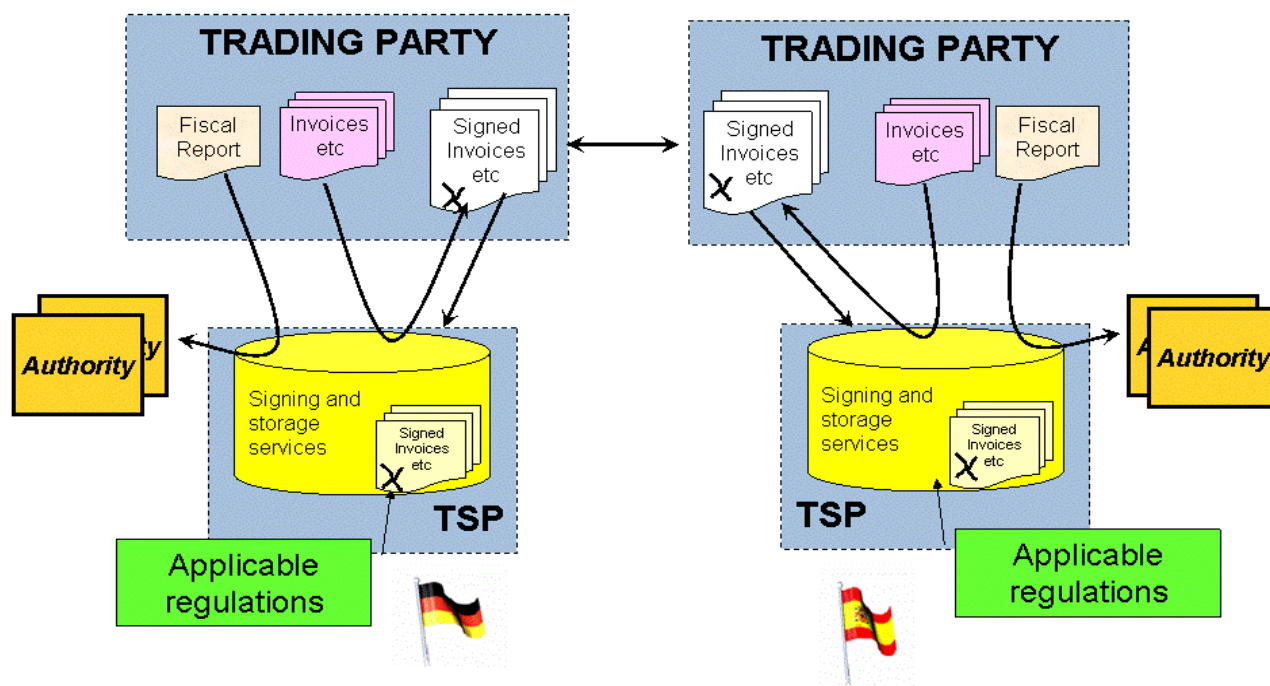 TRADING PARTY
Fiscal
Report
Invoices
etc
Signed
Invoices
etc
TRADING PARTY
Signed
Invoices
etc
Invoices
etc
Fiscal
Report
Authority
Signing and
storage
services
Signed
Invoices
etc
TSP
Applicable
regulations
Signing and
storage
services
Signed
Invoices
etc
TSP
Applicable
regulations
Authority